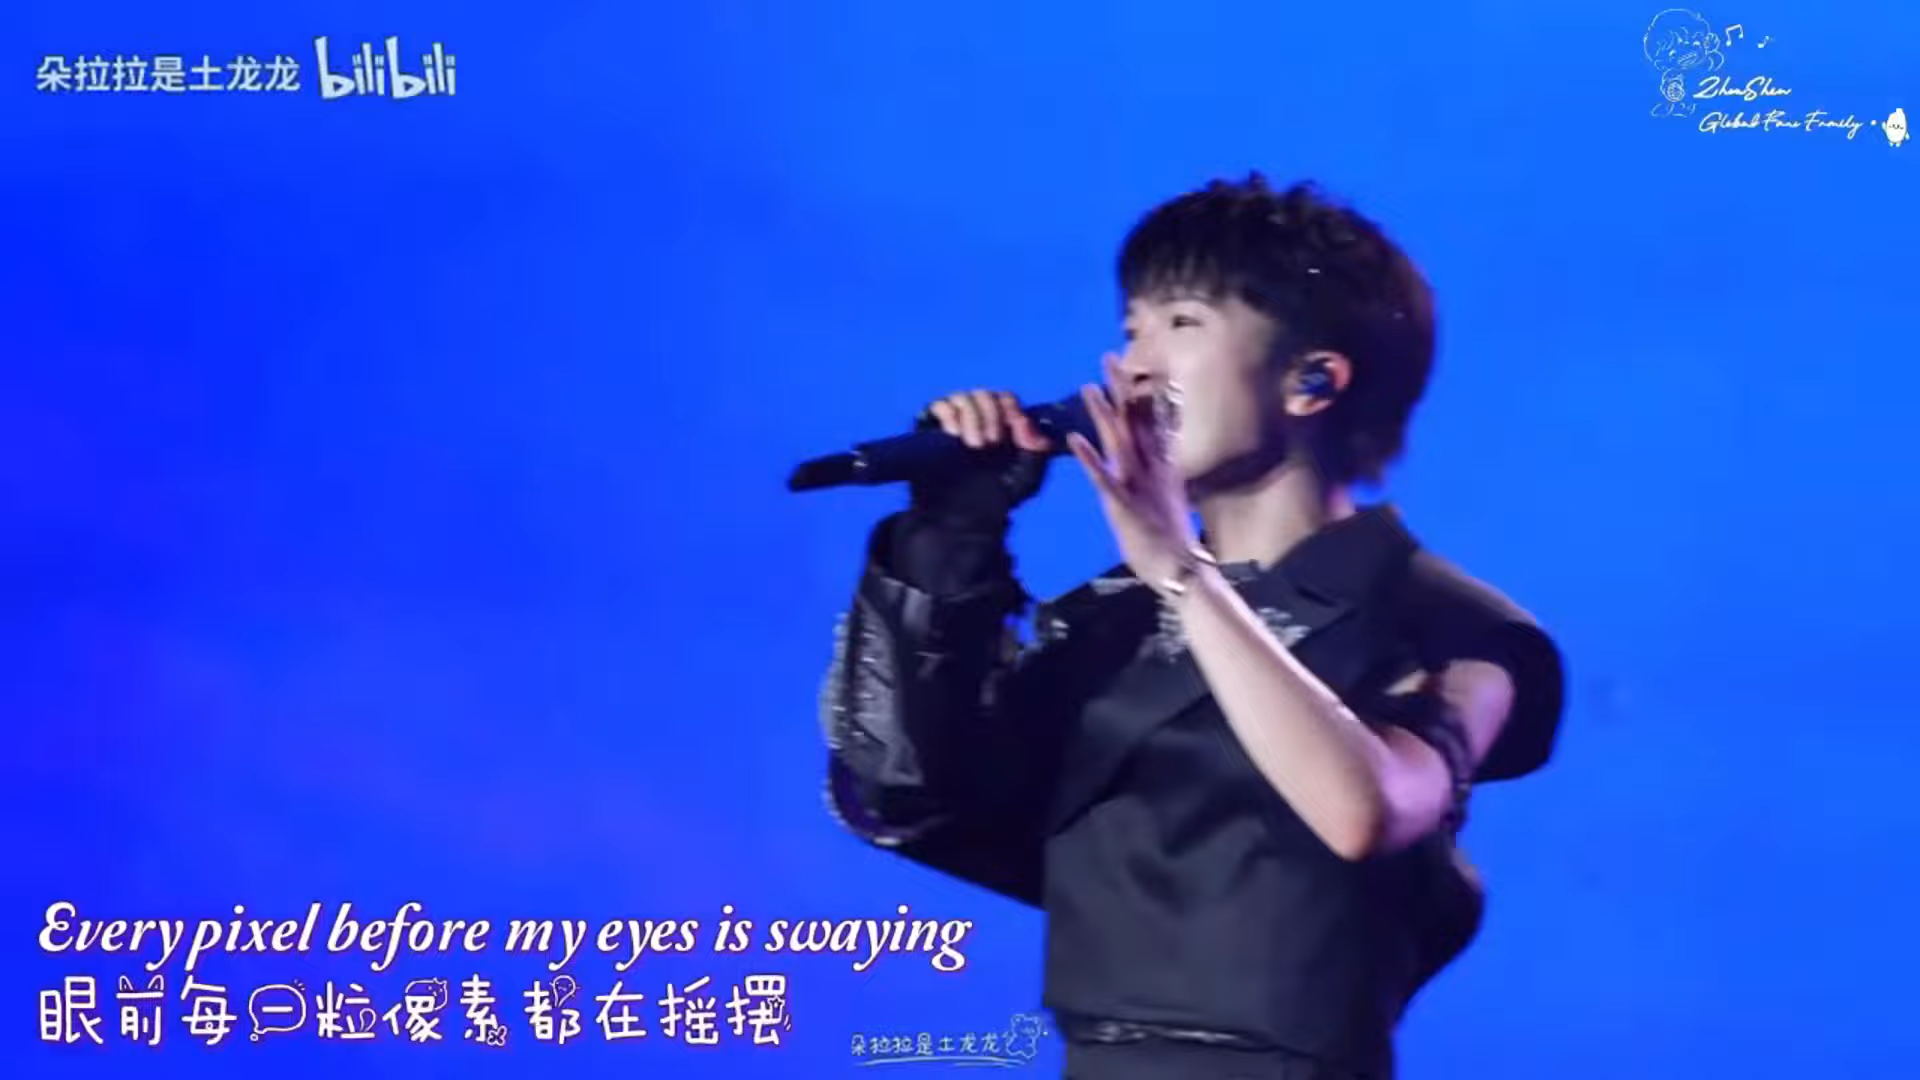 朵拉拉是土龙龙 bilibili
ZhouShen
Global Fans Family
Every pixel before my eyes is swaying
眼前每一粒像素都在摇摆
朵拉拉是土龙龙